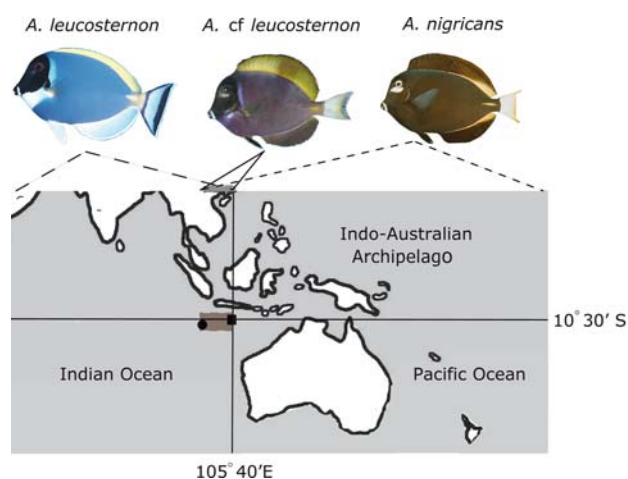 A. leucosternon
A. cf leucosternon
A. nigricans
Indo-Australian
Archipelago
10°30' S
Indian Ocean
Pacific Ocean
105°40'E